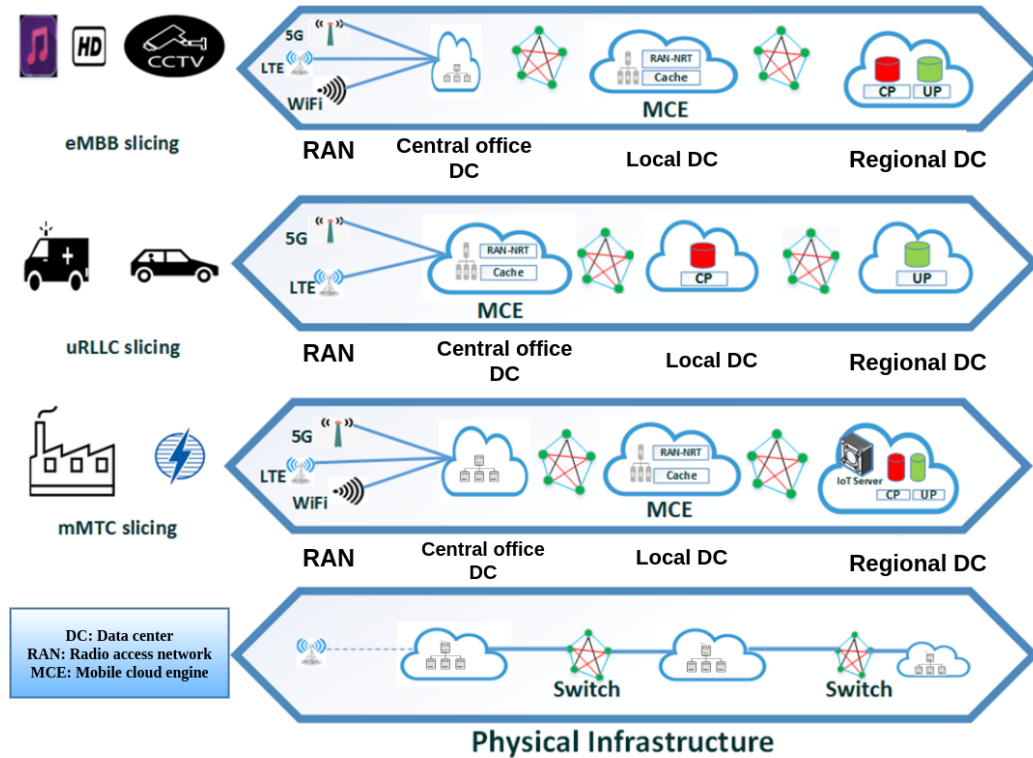 HD
CCTV
5G
LTE
WiFi
RAN-NRT
Cache
MCE
CP
UP
eMBB slicing
RAN
Central office
DC
Local DC
Regional DC
5G
LTE
RAN-NRT
Cache
MCE
CP
UP
uRLLC slicing
RAN
Central office
DC
Local DC
Regional DC
5G
LTE
WiFi
RAN-NRT
Cache
MCE
IoT Server
CP
UP
mMTC slicing
RAN
Central office
DC
Local DC
Regional DC
DC: Data center
RAN: Radio access network
MCE: Mobile cloud engine
Switch
Switch
Physical Infrastructure